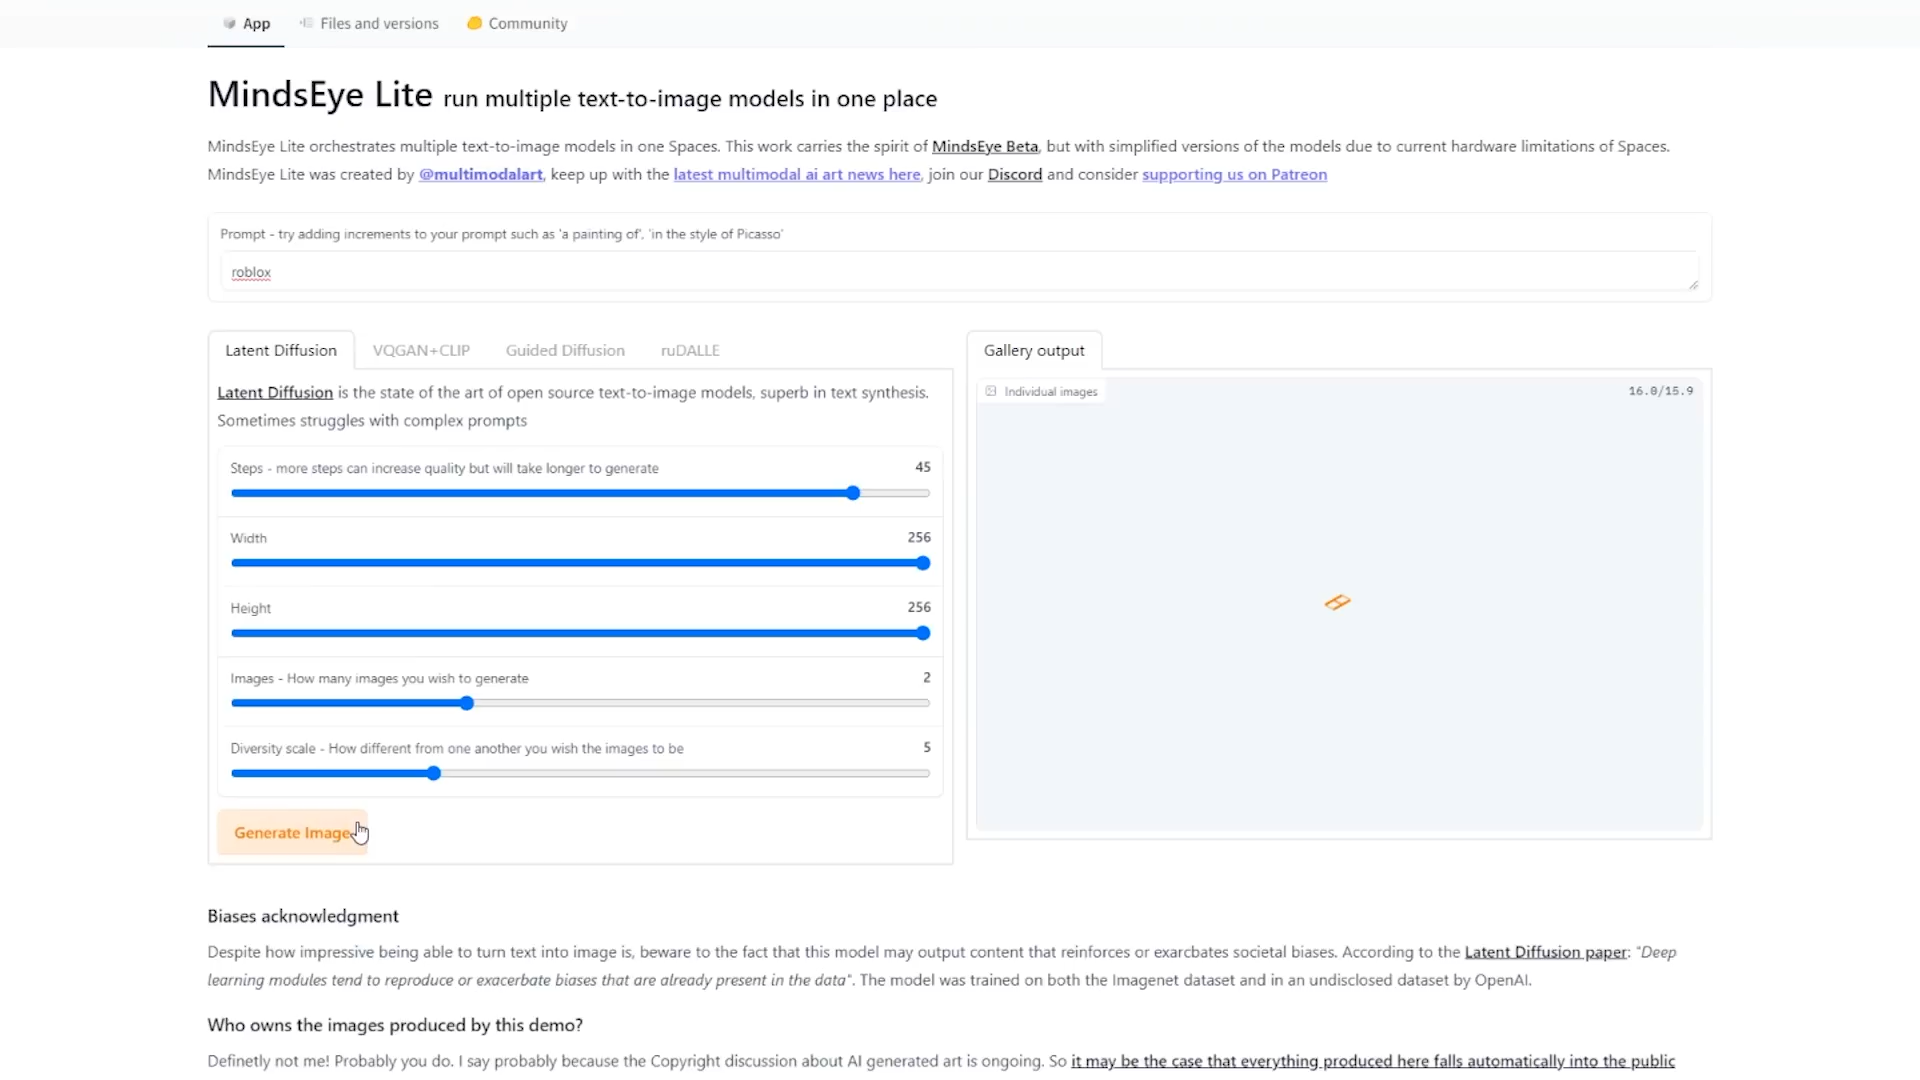 App Files and versions Community
MindsEye Lite run multiple text-to-image models in one place
MindsEye Lite orchestrates multiple text-to-image models in one Spaces. This work carries the spirit of MindsEye Beta, but with simplified versions of the models due to current hardware limitations of Spaces.
MindsEye Lite was created by @multimodalart, keep up with the latest multimodal ai art news here, join our Discord and consider supporting us on Patreon
Prompt - try adding increments to your prompt such as 'a painting of', 'in the style of Picasso'
roblox
Latent Diffusion VQGAN+CLIP Guided Diffusion ruDALLE
Latent Diffusion is the state of the art of open source text-to-image models, superb in text synthesis.
Sometimes struggles with complex prompts
Steps - more steps can increase quality but will take longer to generate 45
Width 256
Height 256
Images - How many images you wish to generate 2
Diversity scale - How different from one another you wish the images to be 5
Generate Image
Gallery output
Individual images 16.0/15.9
Biases acknowledgment
Despite how impressive being able to turn text into image is, beware to the fact that this model may output content that reinforces or exarcbates societal biases. According to the Latent Diffusion paper: "Deep
learning modules tend to reproduce or exacerbate biases that are already present in the data". The model was trained on both the Imagenet dataset and in an undisclosed dataset by OpenAI.
Who owns the images produced by this demo?
Definetly not me! Probably you do. I say probably because the Copyright discussion about AI generated art is ongoing. So it may be the case that everything produced here falls automatically into the public